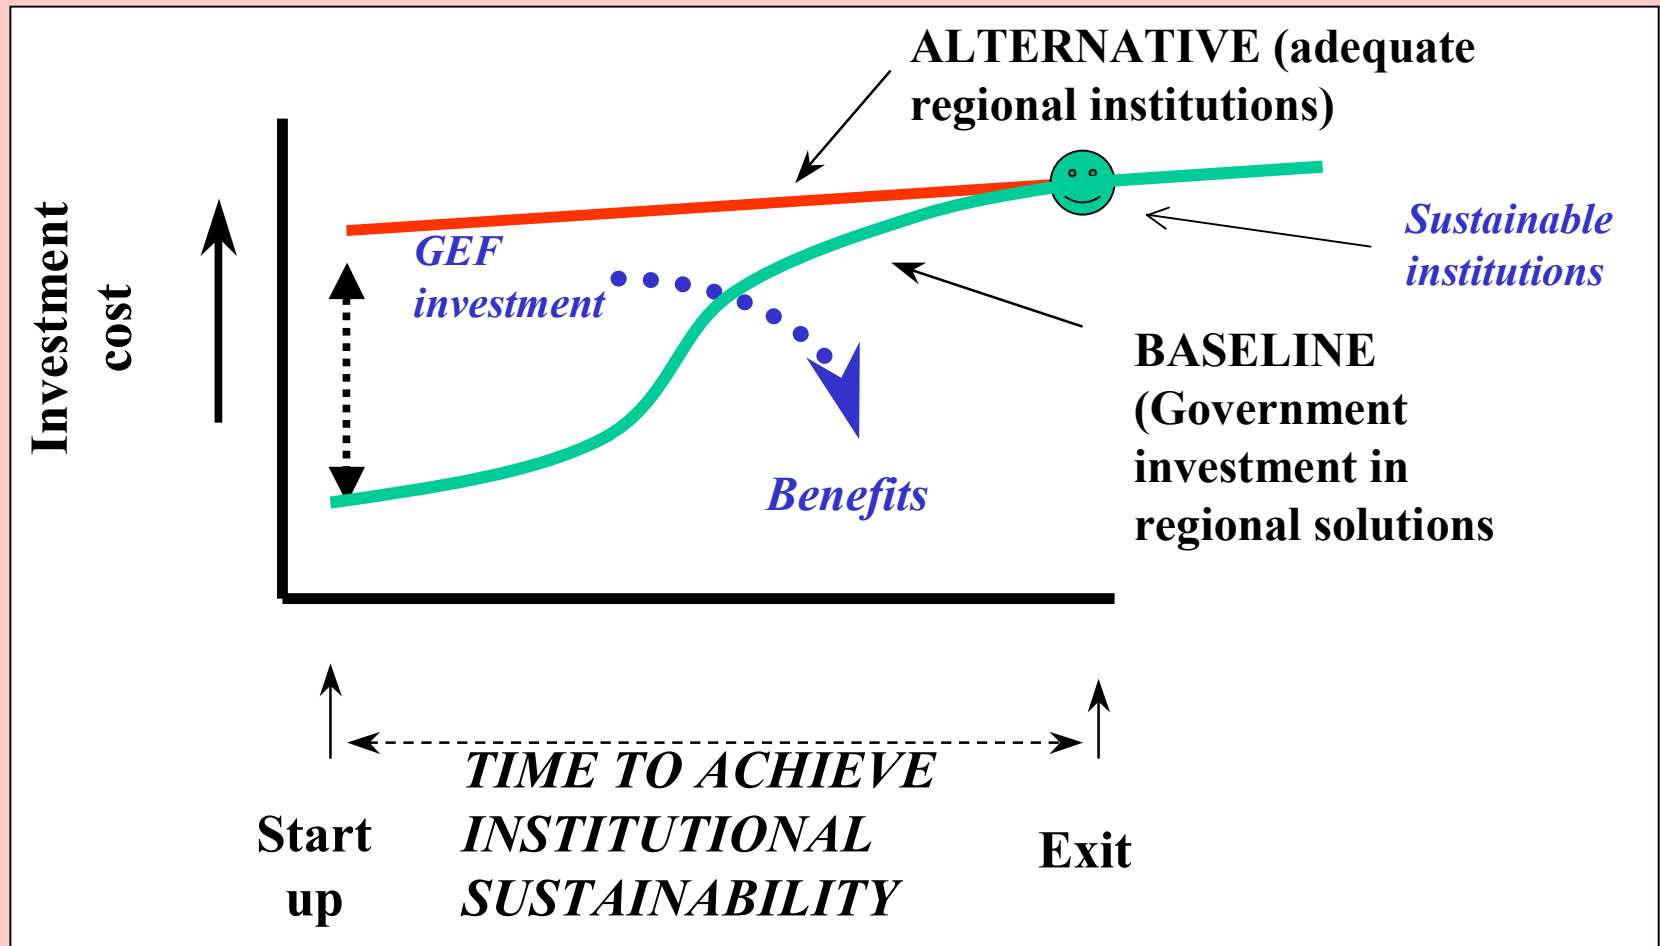 ALTERNATIVE (adequate
regional institutions)
Investment
cost
GEF
investment
Sustainable
institutions
BASELINE
(Government
investment in
regional solutions
Benefits
TIME TO ACHIEVE
INSTITUTIONAL
SUSTAINABILITY
Start
up
Exit